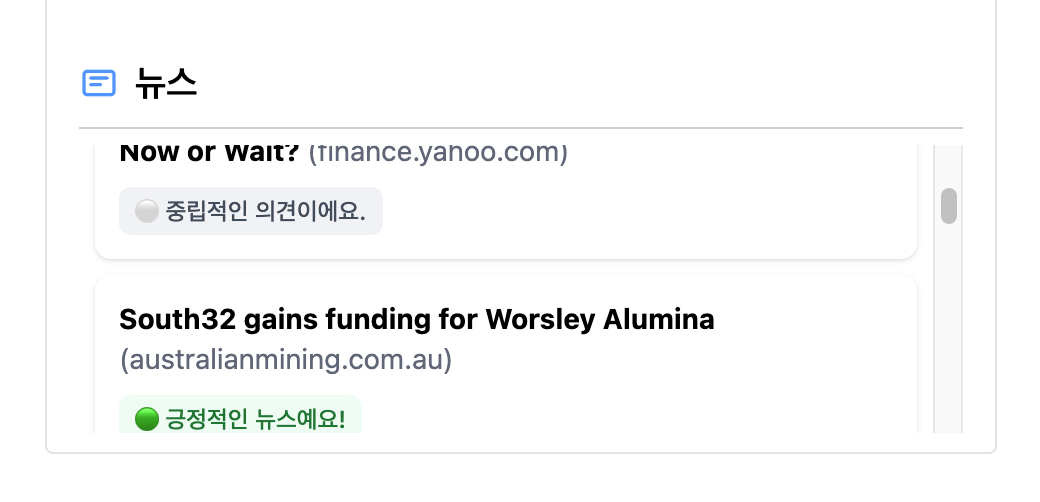 뉴스
Now or Wait? (finance.yahoo.com)
중립적인 의견이에요.
South32 gains funding for Worsley Alumina
(australianmining.com.au)
긍정적인 뉴스예요!